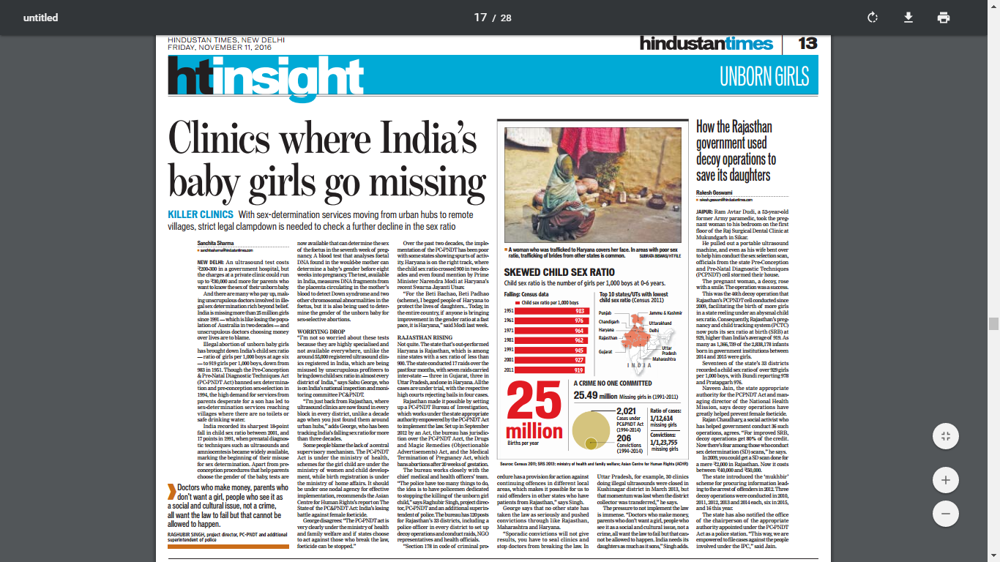 untitled
17 / 28
HINDUSTAN TIMES, NEW DELHI
FRIDAY, NOVEMBER 11, 2016
hindustantimes
13
htinsight
UNBORN GIRLS
Clinics where India's
baby girls go missing
KILLER CLINICS With sex-determination services moving from urban hubs to remote
villages, strict legal campdown is needed to check a further decline in the sex ratio
Sanchita Sharma
sanchitasharma@hindustantimes.com
NEW DELHI: An ultrasound test costs
₹200-300 in a government hospital, but
the charges at a private clinic could run
up to ₹30,000 and more for parents who
want to know the sex of their unborn baby.
And there are many who pay up, mak-
ing unscrupulous doctors involved in ille-
gal sex determination rich beyond belief.
India is missing more than 25 million girls
since 1991 — which is like losing the popu-
lation of Australia in two decades — and
unscrupulous doctors choosing money
over lives are to blame.
Illegal abortion of unborn baby girls
has brought down India's child sex ratio
— ratio of girls per 1,000 boys at age six
— to 919 girls per 1,000 boys, down from
983 in 1951. Though the Pre-Conception
& Pre-Natal Diagnostic Techniques Act
(PC-PNDT Act) banned sex determina-
tion and pre-conception sex-selection in
1994, the high demand for services from
parents desperate for a son has led to
sex-determination services reaching
villages where there are no toilets or
safe drinking water.
India recorded its sharpest 18-point
fall in child sex ratio between 2001, and
17 points in 1991, when prenatal diagnos-
tic techniques such as ultrasounds and
amniocentesis became widely available,
marking the beginning of their misuse
for sex determination. Apart from pre-
conception procedures that help parents
choose the gender of the baby, tests are
Doctors who make money, parents who
don't want a girl, people who see it as
a social and cultural issue, not a crime,
all want the law to fail but that cannot be
allowed to happen.
RAGHUBIR SINGH, project director, PC-PNDT and additional
superintendent of police
now available that can determine the sex
of the foetus in the seventh week of preg-
nancy. A blood test that analyses foetal
DNA found in the would-be mother can
determine a baby's gender before eight
weeks into pregnancy. The test, available
in India, measures DNA fragments from
the placenta circulating in the mother's
blood to detect Down syndrome and two
other chromosomal abnormalities in the
foetus, but it is also being used to deter-
mine the gender of the unborn baby for
sex-selective abortions.
WORRYING DROP
"I'm not so worried about these tests
because they are highly specialised and
not available everywhere, unlike the
around 55,000 registered ultrasound clin-
ics registered in India, which are being
misused by unscrupulous profiteers to
bring down child sex ratio in almost every
district of India," says Sabu George, who
is on India's national inspection and moni-
toring committee PC&PNDT.
"I'm just back from Rajasthan, where
ultrasound clinics are now found in every
block in every district, unlike a decade
ago when you just found them around
urban hubs," adds George, who has been
tracking India's falling sex ratio for more
than three decades.
Some people blame the lack of a central
supervisory mechanism. The PC-PNDT
Act is under the ministry of health,
schemes for the girl child are under the
ministry of women and child develop-
ment, while birth registration is under
the ministry of home affairs. It should
be under one nodal agency for effective
implementation, recommends the Asian
Centre for Human Rights's report on The
State of the PC&PNDT Act: India's losing
battle against female foeticide.
George disagrees: "The PC-PNDT act is
very clearly under the ministry of health
and family welfare and if states choose
to act against those who break the law,
foeticide can be stopped."
Over the past two decades, the imple-
mentation of the PC-PNDT has been poor
with some states showing spurts of activ-
ity. Haryana is on the right track, where
the child sex ratio crossed 900 in two dec-
ades and even found mention by Prime
Minister Narendra Modi at Haryana's
recent Swarna Jayanti Utsav.
"For the Beti Bachao, Beti Padhao
(scheme), I begged people of Haryana to
protect the lives of daughters... Today, in
the entire country, if anyone is bringing
improvement in the gender ratio at a fast
pace, it is Haryana," said Modi last week.
RAJASTHAN RISING
Not quite. The state that's out-performed
Haryana is Rajasthan, which is among
nine states with a sex ratio of less than
900. The state conducted 17 raids over the
past four months, with seven raids carried
inter-state — three in Gujarat, three in
Uttar Pradesh, and one in Haryana. All the
cases are under trial, with the respective
high courts rejecting bails in four cases.
Rajasthan made it possible by setting
up a PC-PNDT Bureau of Investigation,
which works under the state appropriate
authority empowered by the PC-PNDT Act
to implement the law. Set up in September
2012 by an Act, the bureau has jurisdic-
tion over the PC-PNDT Act, the Drugs
and Magic Remedies (Objectionable
Advertisements) Act, and the Medical
Termination of Pregnancy Act, which
bans abortions after 20 weeks of gestation.
The bureau works closely with the
chief medical and health officers' team.
"The police have too many things to do,
the idea is to have policemen dedicated
to stopping the killing of the unborn girl
child," says Raghubir Singh, project direc-
tor, PC-PNDT and an additional superin-
tendent of police. The bureau has 120 posts
for Rajasthan's 33 districts, including a
police officer in every district to set up
decoy operations and conduct raids, NGO
representatives and health officials.
"Section 178 in code of criminal pro-
A woman who was trafficked to Haryana covers her face. In areas with poor sex
ratio, trafficking of brides from other states is common. SUBRATA BISWAS/HT FILE
SKEWED CHILD SEX RATIO
Child sex ratio is the number of girls per 1,000 boys at 0-6 years.
Falling: Census data
Child sex ratio per 1,000 boys
1951 983
1961 976
1971 964
1981 962
1991 945
2001 927
2011 919
Top 10 states/UTs with lowest
child sex ratio (Census 2011)
Punjab
Chandigarh
Haryana
Rajasthan
Gujarat
Jammu & Kashmir
Uttarakhand
Delhi
Uttar
Pradesh
Maharashtra
INDIA
25
million
Births per year
A CRIME NO ONE COMMITTED
25.49 million Missing girls in (1991-2011)
2,021
Cases under
PC&PNDT Act
(1994-2014)
206
Convictions
(1994-2014)
Ratio of cases:
1/12,614
missing girls
Convictions:
1/1,23,755
missing girls
Source: Census 2011; SRS 2013: ministry of health and family welfare; Asian Centre for Human Rights (ACHR)
cedure has a provision for action against
continuing offences in different local
areas, which makes it possible for us to
raid offenders in other states who have
patients from Rajasthan," says Singh.
George says that no other state has
taken the law as seriously and pushed
convictions through like Rajasthan,
Maharashtra and Haryana.
"Sporadic convictions will not give
results, you have to seal clinics and
stop doctors from breaking the law. In
Uttar Pradesh, for example, 30 clinics
doing illegal ultrasounds were closed in
Kushinagar district in March 2013, but
that momentum was lost when the district
collector was transferred," he says.
The pressure to not implement the law
is immense. "Doctors who make money,
parents who don't want a girl, people who
see it as a social and cultural issue, not a
crime, all want the law to fail but that can-
not be allowed to happen. India needs its
daughters as much as it sons," Singh adds.
How the Rajasthan
government used
decoy operations to
save its daughters
Rakesh Goswami
rakesh.goswami@hindustantimes.com
JAIPUR: Ram Avtar Dudi, a 52-year-old
former Army paramedic, took the preg-
nant woman to his bedroom on the first
floor of the Raj Surgical Dental Clinic at
Mukundgarh in Sikar.
He pulled out a portable ultrasound
machine, and even as his wife bent over
to help him conduct the sex selection scan,
officials from the state Pre-Conception
and Pre-Natal Diagnostic Techniques
(PCPNDT) cell stormed their house.
The pregnant woman, a decoy, rose
with a smile. The operation was a success.
This was the 46th decoy operation that
Rajasthan's PCPNDT cell conducted since
2009, facilitating the birth of more girls
in a state reeling under an abysmal child
sex ratio. Consequently, Rajasthan's preg-
nancy and child tracking system (PCTC)
now puts its sex ratio at birth (SRB) at
929, higher than India's average of 919. As
many as 1,366,739 of the 2,838,178 infants
born in government institutions between
2014 and 2015 were girls.
Seventeen of the state's 33 districts
recorded a child sex ratio of over 929 girls
per 1,000 boys, with Bundi reporting 978
and Pratapgarh 976.
Naveen Jain, the state appropriate
authority for the PCPNDT Act and man-
aging director of the National Health
Mission, says decoy operations have
greatly helped prevent female foeticide.
Rajan Chaudhary, a social activist who
has helped government conduct 36 such
operations, agrees. "For improved SRB,
decoy operations get 80% of the credit.
Now there's fear among those who conduct
sex determination (SD) scans," he says.
In 2009, you could get a SD scan done for
a mere ₹2,000 in Rajasthan. Now it costs
between ₹40,000 and ₹50,000.
The state introduced the 'mukhbir'
scheme for procuring information lead-
ing to the arrest of offenders in 2012. Three
decoy operations were conducted in 2010,
2011, 2012, 2013 and 2014 each, six in 2015,
and 16 this year.
The state has also notified the office
of the chairperson of the appropriate
authority appointed under the PC-PNDT
Act as a police station. "This way, we are
empowered to file cases against the people
involved under the IPC," said Jain.